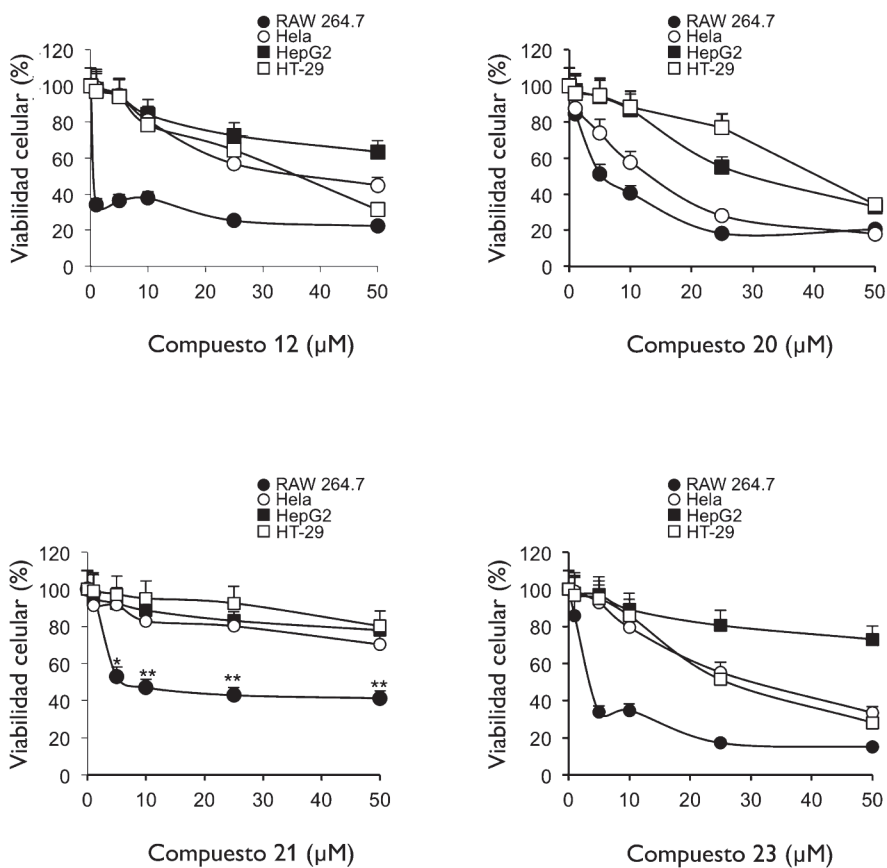 RAW 264.7
Hela
HepG2
HT-29
Viabilidad celular (%)
120
100
80
60
40
20
0
0 10 20 30 40 50
Compuesto 12 (µM)
RAW 264.7
Hela
HepG2
HT-29
Viabilidad celular (%)
120
100
80
60
40
20
0
0 10 20 30 40 50
Compuesto 20 (µM)
RAW 264.7
Hela
HepG2
HT-29
Viabilidad celular (%)
120
100
80
60
40
20
0
* ** ** **
0 10 20 30 40 50
Compuesto 21 (µM)
RAW 264.7
Hela
HepG2
HT-29
Viabilidad celular (%)
120
100
80
60
40
20
0
0 10 20 30 40 50
Compuesto 23 (µM)